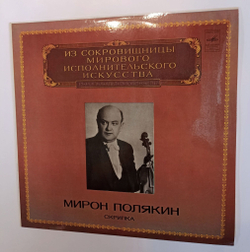 ИЗ СОКРОВИЩНИЦЫ
МИРОВОГО
ИСПОЛНИТЕЛЬСКОГО
ИСКУССТВА
МИРОН ПОЛЯКИН
СКРИПКА